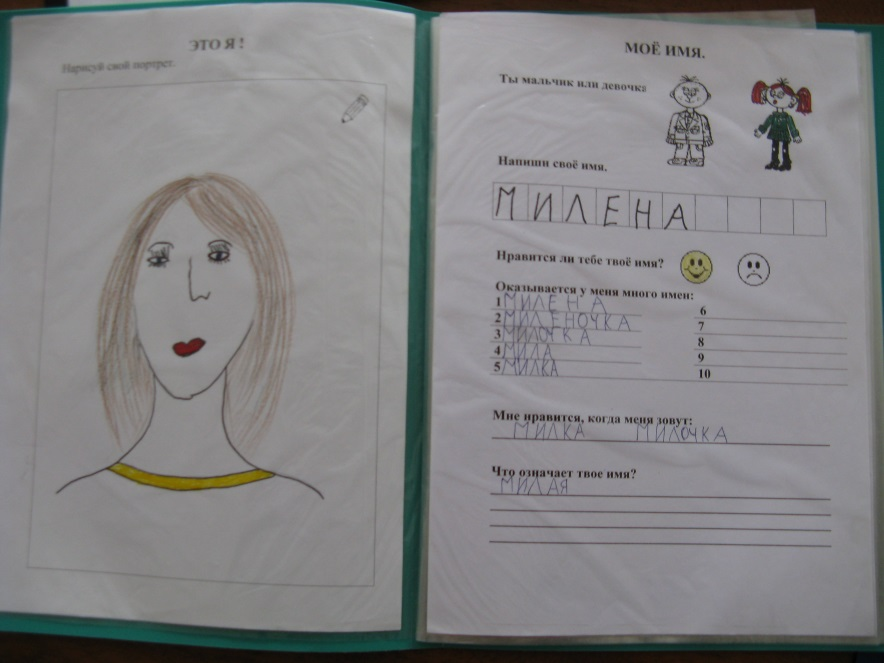 ЭТО Я !
Нарисуй свой портрет.
МОЁ ИМЯ.
Ты мальчик или девочка
Напиши своё имя.
МИЛЕНА
Нравится ли тебе твоё имя?
Оказывается у меня много имен:
1 МИЛЕНА
2 МИЛЕНОЧКА
3 МИЛОЧКА
4 МИЛА
5 МИЛКА
6
7
8
9
10
Мне нравится, когда меня зовут:
МИЛКА МИЛОЧКА
Что означает твое имя?
МИЛАЯ